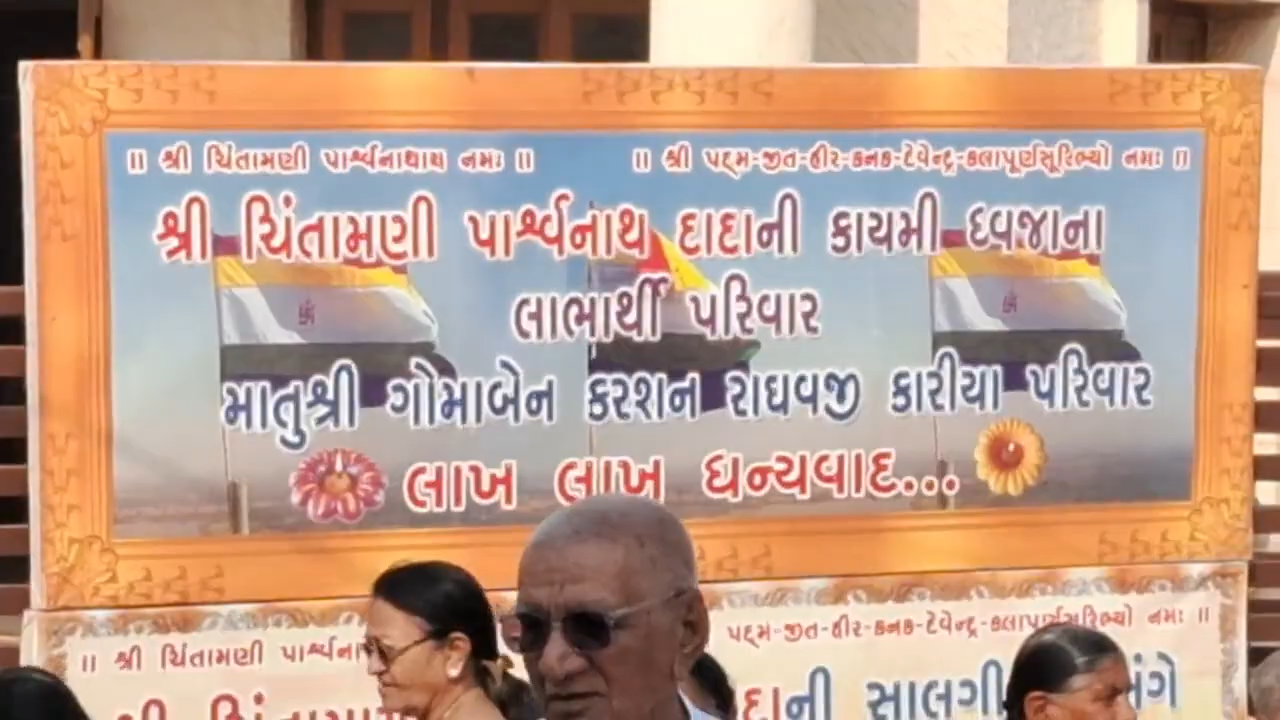 ॥ શ્રી ચિંતામણી પાર્શ્વનાથાય નમઃ ॥
॥ શ્રી પદ્મ-જીત-હીર-કનક-દેવેન્દ્ર-કલાપૂર્ણસૂરિભ્યો નમઃ ॥
શ્રી ચિંતામણી પાર્શ્વનાથ દાદાની કાયમી ધ્વજાના
લાભાર્થી પરિવાર
માતુશ્રી ગોમાબેન કરશન રાઘવજી કારીયા પરિવાર
લાખ લાખ ધન્યવાદ...
॥ શ્રી ચિંતામણી
પદ્મ-જીત-હીર-કનક-દેવેન્દ્ર-કલાપૂર્ણસૂરિભ્યો નમઃ ॥
શ્રી